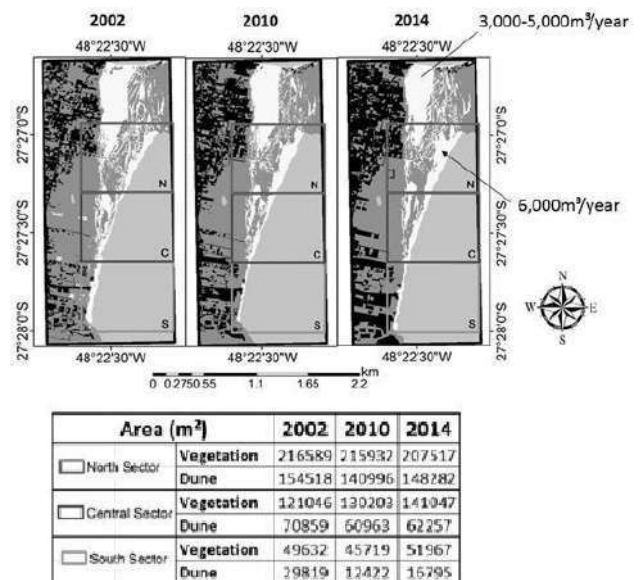 2002 2010 2014
3,000-5,000m³/year
48°22'30"W 48°22'30"W 48°22'30"W
27°27'0"S 27°27'0"S
N N N
6,000m³/year
27°27'30"S 27°27'30"S
C C C
N
W E
S
S S S
27°28'0"S 27°28'0"S
48°22'30"W 48°22'30"W 48°22'30"W
km
0 0.2750.55 1.1 1.65 2.2
Area (m²) 2002 2010 2014
North Sector Vegetation 216589 215932 207517
Dune 154518 140996 148282
Central Sector Vegetation 121046 130203 141047
Dune 70859 60963 62257
South Sector Vegetation 49632 45719 51967
Dune 29819 12422 16795